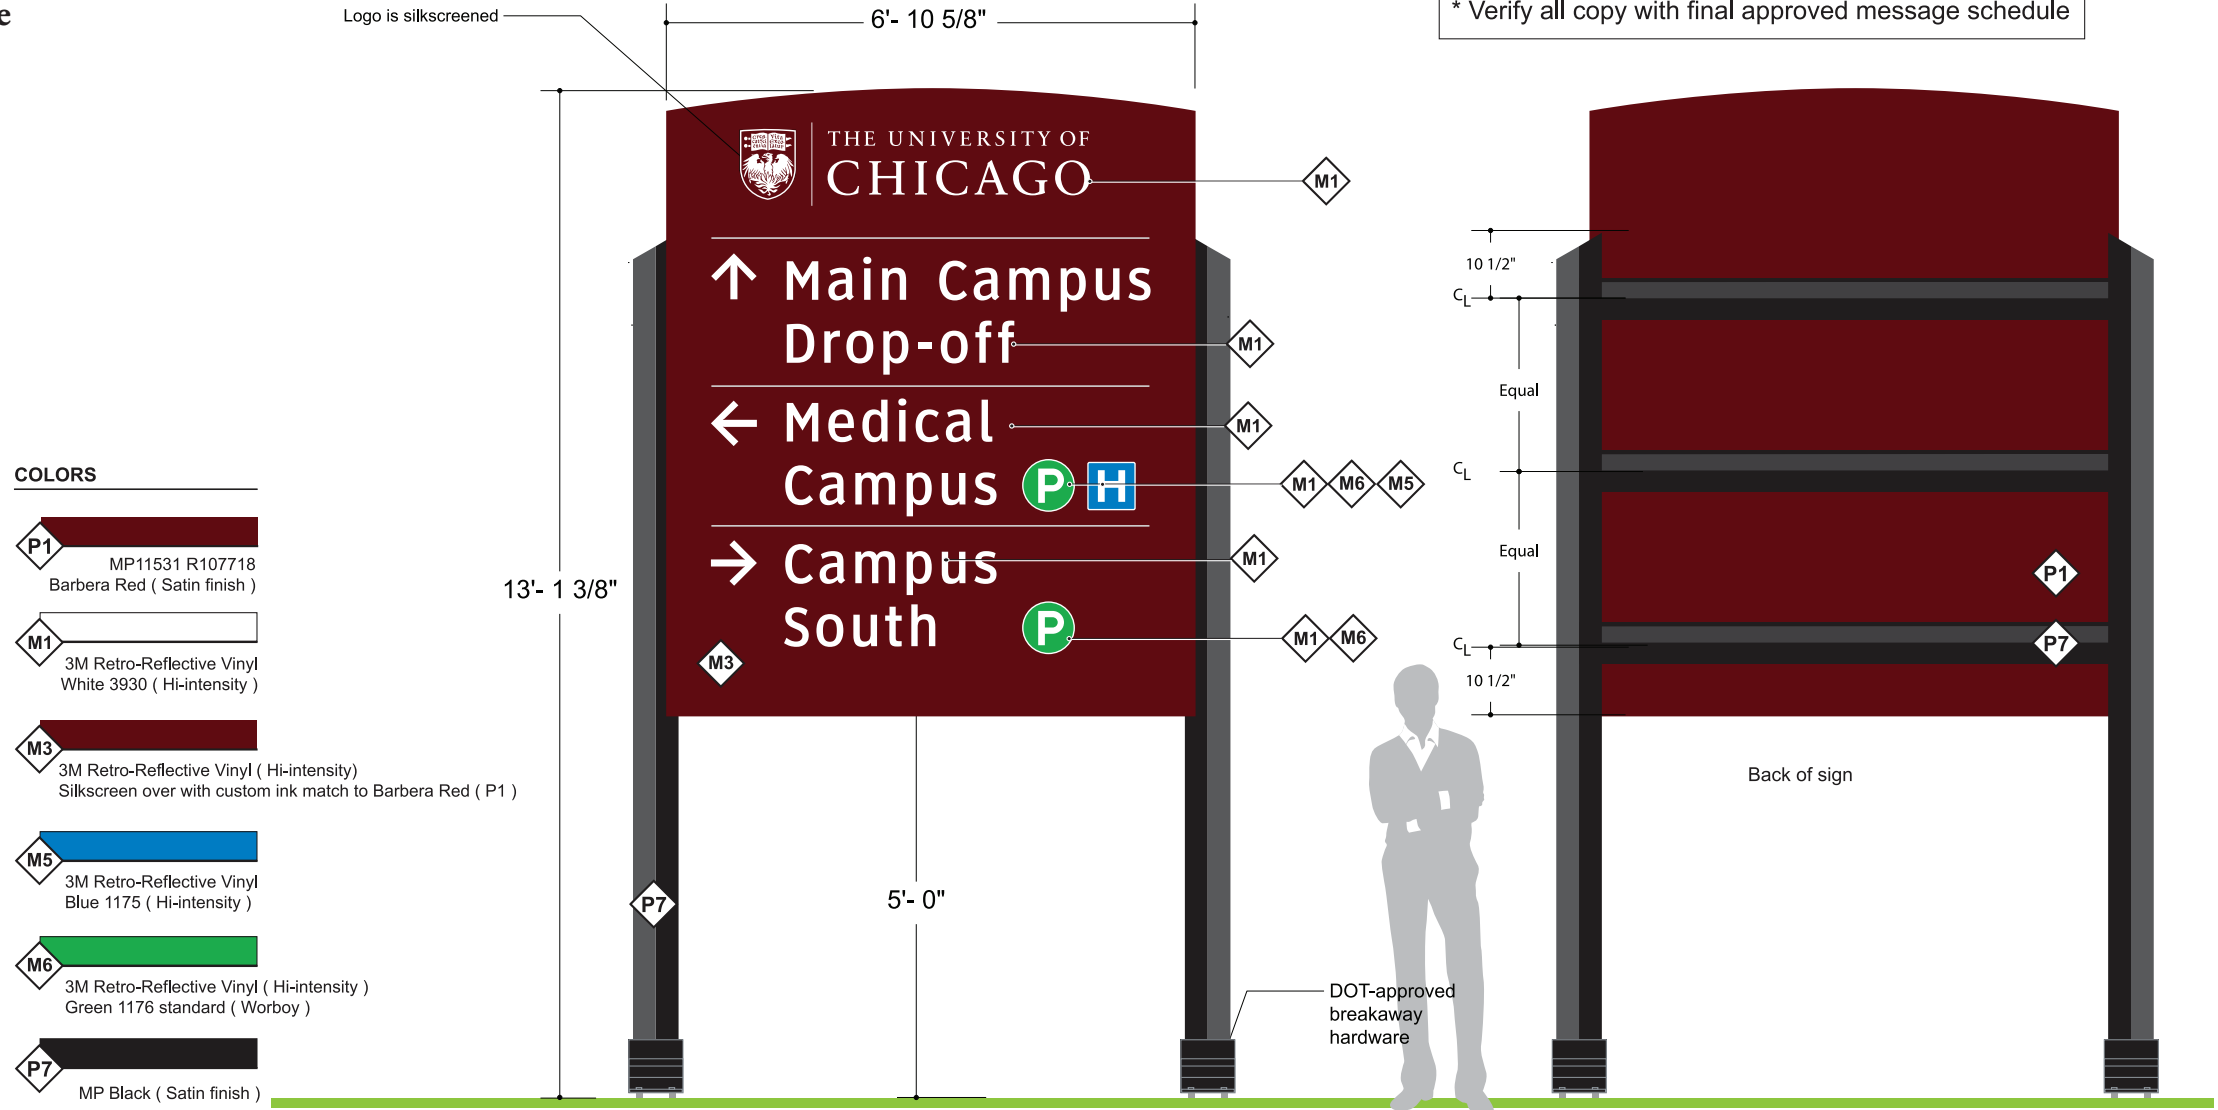 e
Logo is silkscreened
6'- 10 5/8"
* Verify all copy with final approved message schedule
THE UNIVERSITY OF
CHICAGO
M1
Main Campus
Drop-off
M1
Medical
M1
Campus P H
M1 M6 M5
Campus
M1
South P
M1 M6
M3
13'- 1 3/8"
5'- 0"
P7
DOT-approved
breakaway
hardware
COLORS
P1
MP11531 R107718
Barbera Red ( Satin finish )
M1
3M Retro-Reflective Vinyl
White 3930 ( Hi-intensity )
M3
3M Retro-Reflective Vinyl ( Hi-intensity)
Silkscreen over with custom ink match to Barbera Red ( P1 )
M5
3M Retro-Reflective Vinyl
Blue 1175 ( Hi-intensity )
M6
3M Retro-Reflective Vinyl ( Hi-intensity )
Green 1176 standard ( Worboy )
P7
MP Black ( Satin finish )
10 1/2"
CL
Equal
CL
Equal
CL
10 1/2"
P1
P7
Back of sign